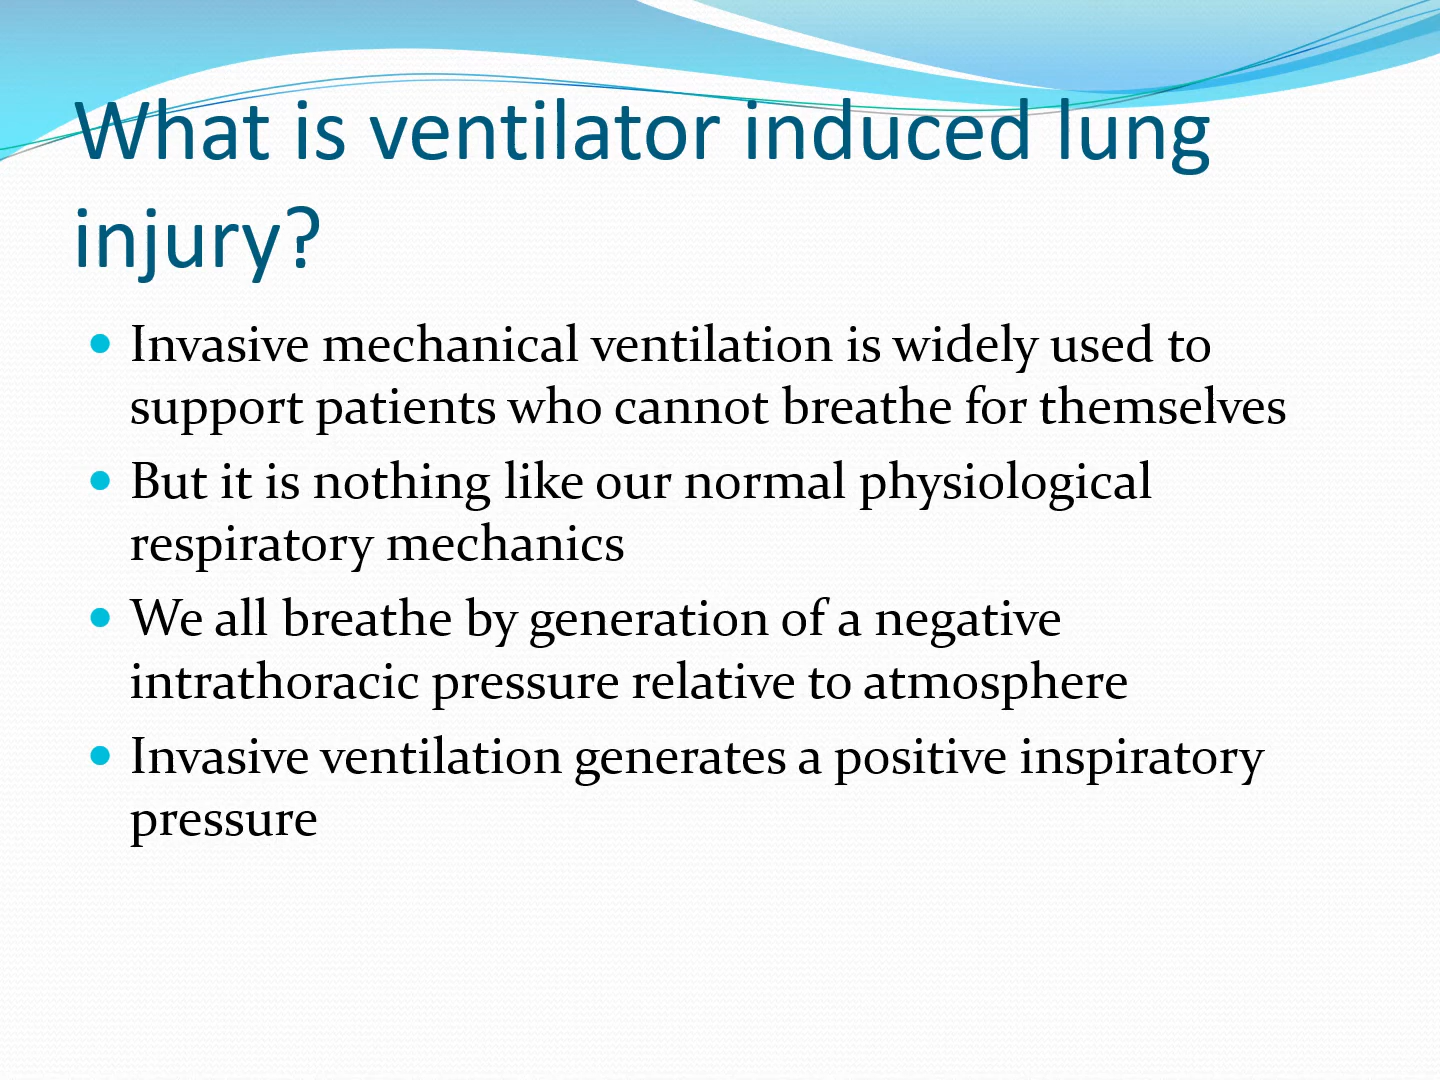 What is ventilator induced lung
injury?
• Invasive mechanical ventilation is widely used to
support patients who cannot breathe for themselves
• But it is nothing like our normal physiological
respiratory mechanics
• We all breathe by generation of a negative
intrathoracic pressure relative to atmosphere
• Invasive ventilation generates a positive inspiratory
pressure